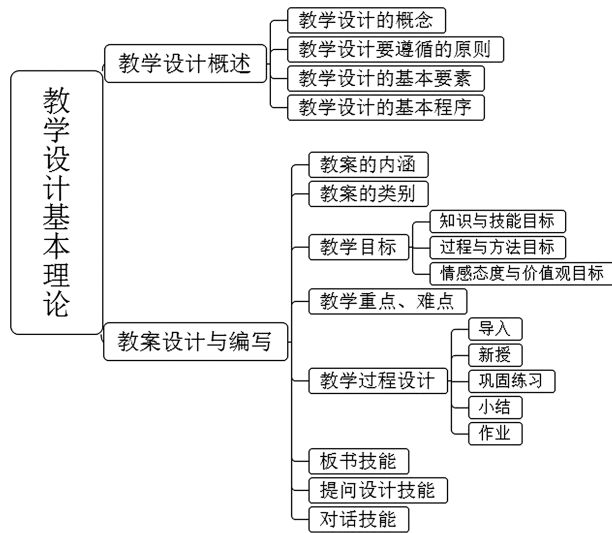 教学设计基本理论
教学设计概述
教学设计的概念
教学设计要遵循的原则
教学设计的基本要素
教学设计的基本程序
教案设计与编写
教案的内涵
教案的类别
教学目标
知识与技能目标
过程与方法目标
情感态度与价值观目标
教学重点、难点
教学过程设计
导入
新授
巩固练习
小结
作业
板书技能
提问设计技能
对话技能